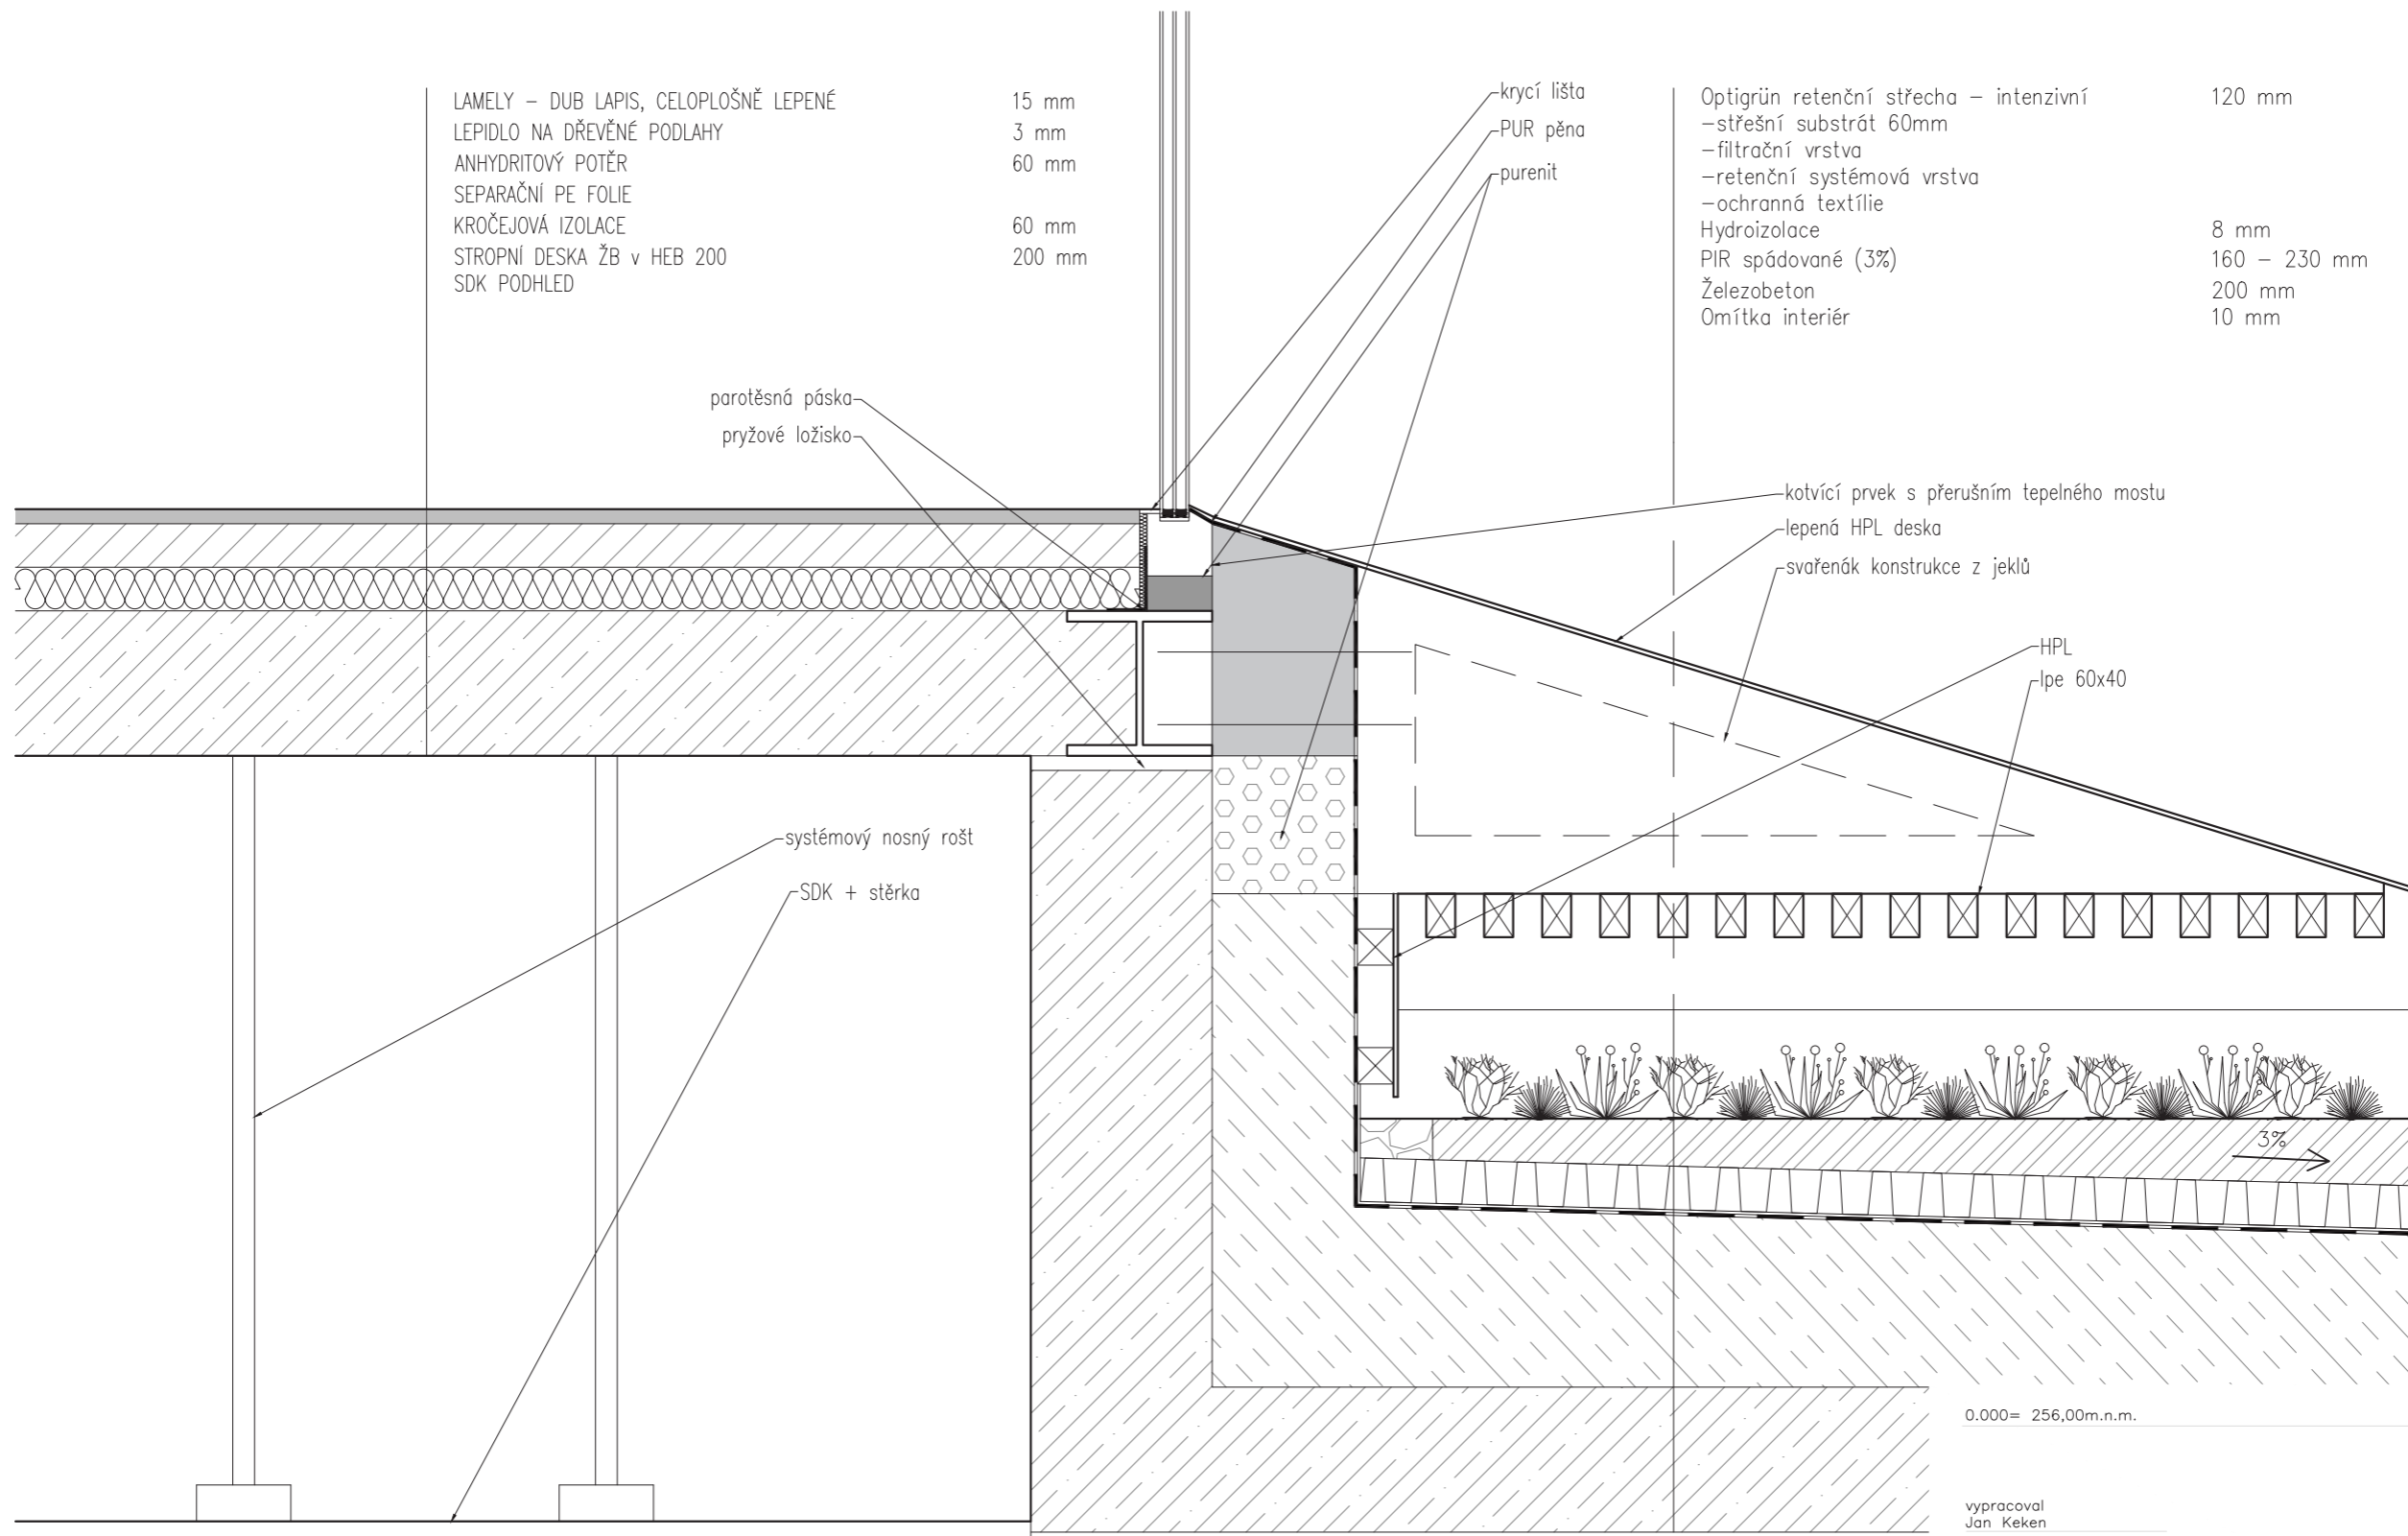 LAMELY – DUB LAPIS, CELOPLOŠNĚ LEPENÉ 15 mm
LEPIDLO NA DŘEVĚNÉ PODLAHY 3 mm
ANHYDRITOVÝ POTĚR 60 mm
SEPARAČNÍ PE FOLIE
KROČEJOVÁ IZOLACE 60 mm
STROPNÍ DESKA ŽB v HEB 200 200 mm
SDK PODHLED
krycí lišta
PUR pěna
purenit
Optigrün retenční střecha – intenzivní 120 mm
–střešní substrát 60mm
–filtrační vrstva
–retenční systémová vrstva
–ochranná textílie
Hydroizolace 8 mm
PIR spádované (3%) 160 – 230 mm
Železobeton 200 mm
Omítka interiér 10 mm
parotěsná páska
pryžové ložisko
kotvící prvek s přerušním tepelného mostu
lepená HPL deska
svařenák konstrukce z jeklů
HPL
Ipe 60x40
systémový nosný rošt
SDK + stěrka
3%
0.000= 256,00m.n.m.
vypracoval
Jan Keken